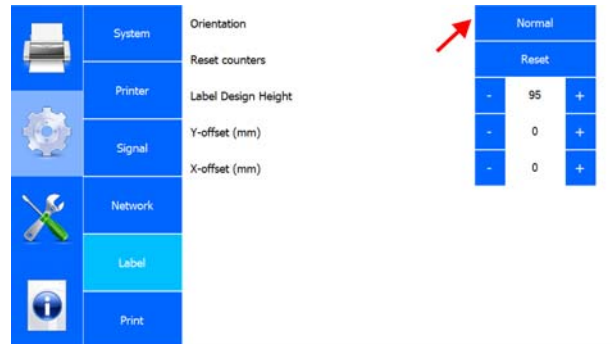 System
Printer
Signal
Network
Label
Print
Orientation Normal
Reset counters Reset
Label Design Height - 95 +
Y-offset (mm) - 0 +
X-offset (mm) - 0 +